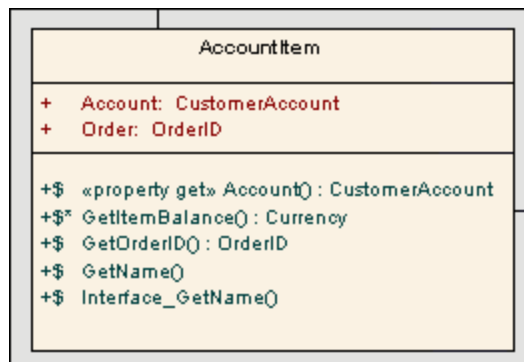 AccountItem
+ Account: CustomerAccount
+ Order: OrderID
+$ «property get» Account() : CustomerAccount
+$* GetItemBalance() : Currency
+$ GetOrderID() : OrderID
+$ GetName()
+$ Interface_GetName()